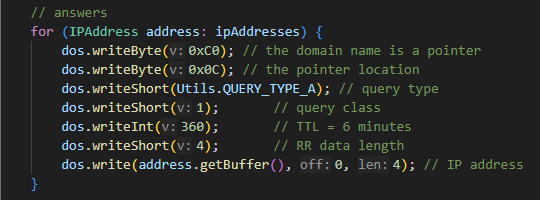 // answers
for (IPAddress address: ipAddresses) {
dos.writeByte(v:0xC0); // the domain name is a pointer
dos.writeByte(v:0x0C); // the pointer location
dos.writeShort(Utils.QUERY_TYPE_A); // query type
dos.writeShort(v:1); // query class
dos.writeInt(v:360); // TTL = 6 minutes
dos.writeShort(v:4); // RR data length
dos.write(address.getBuffer(), off:0, len:4); // IP address
}